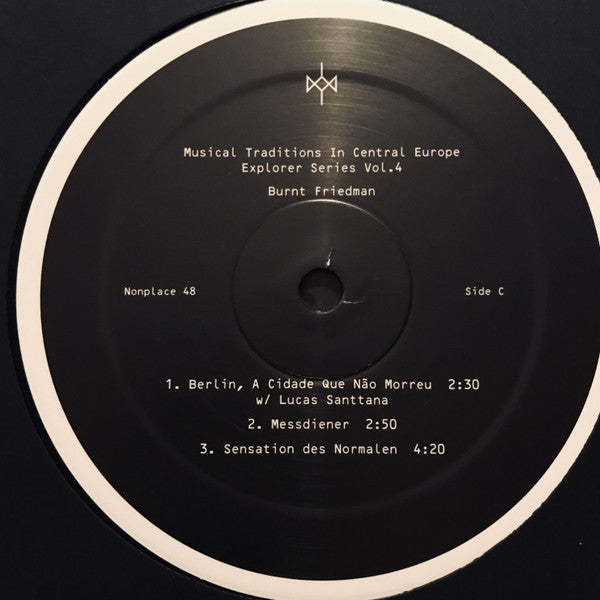 Musical Traditions In Central Europe
Explorer Series Vol.4
Burnt Friedman
Nonplace 48
Side C
1. Berlin, A Cidade Que Não Morreu 2:30
w/ Lucas Santtana
2. Messdiener 2:50
3. Sensation des Normalen 4:20